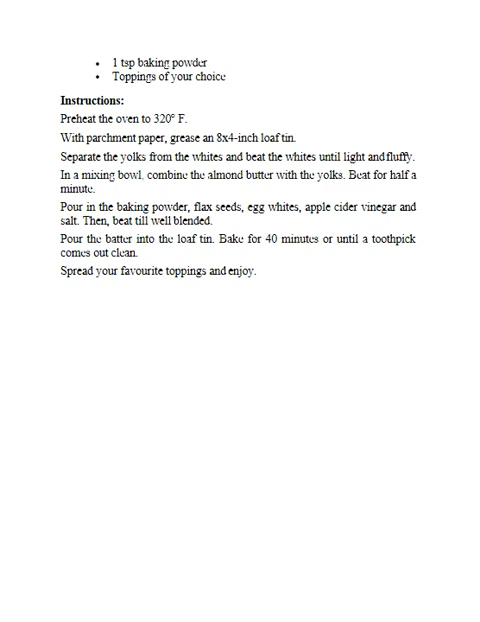 • 1 tsp baking powder
• Toppings of your choice
Instructions:
Preheat the oven to 320° F.
With parchment paper, grease an 8x4-inch loaf tin.
Separate the yolks from the whites and beat the whites until light and fluffy.
In a mixing bowl, combine the almond butter with the yolks. Beat for half a
minute.
Pour in the baking powder, flax seeds, egg whites, apple cider vinegar and
salt. Then, beat till well blended.
Pour the batter into the loaf tin. Bake for 40 minutes or until a toothpick
comes out clean.
Spread your favourite toppings and enjoy.